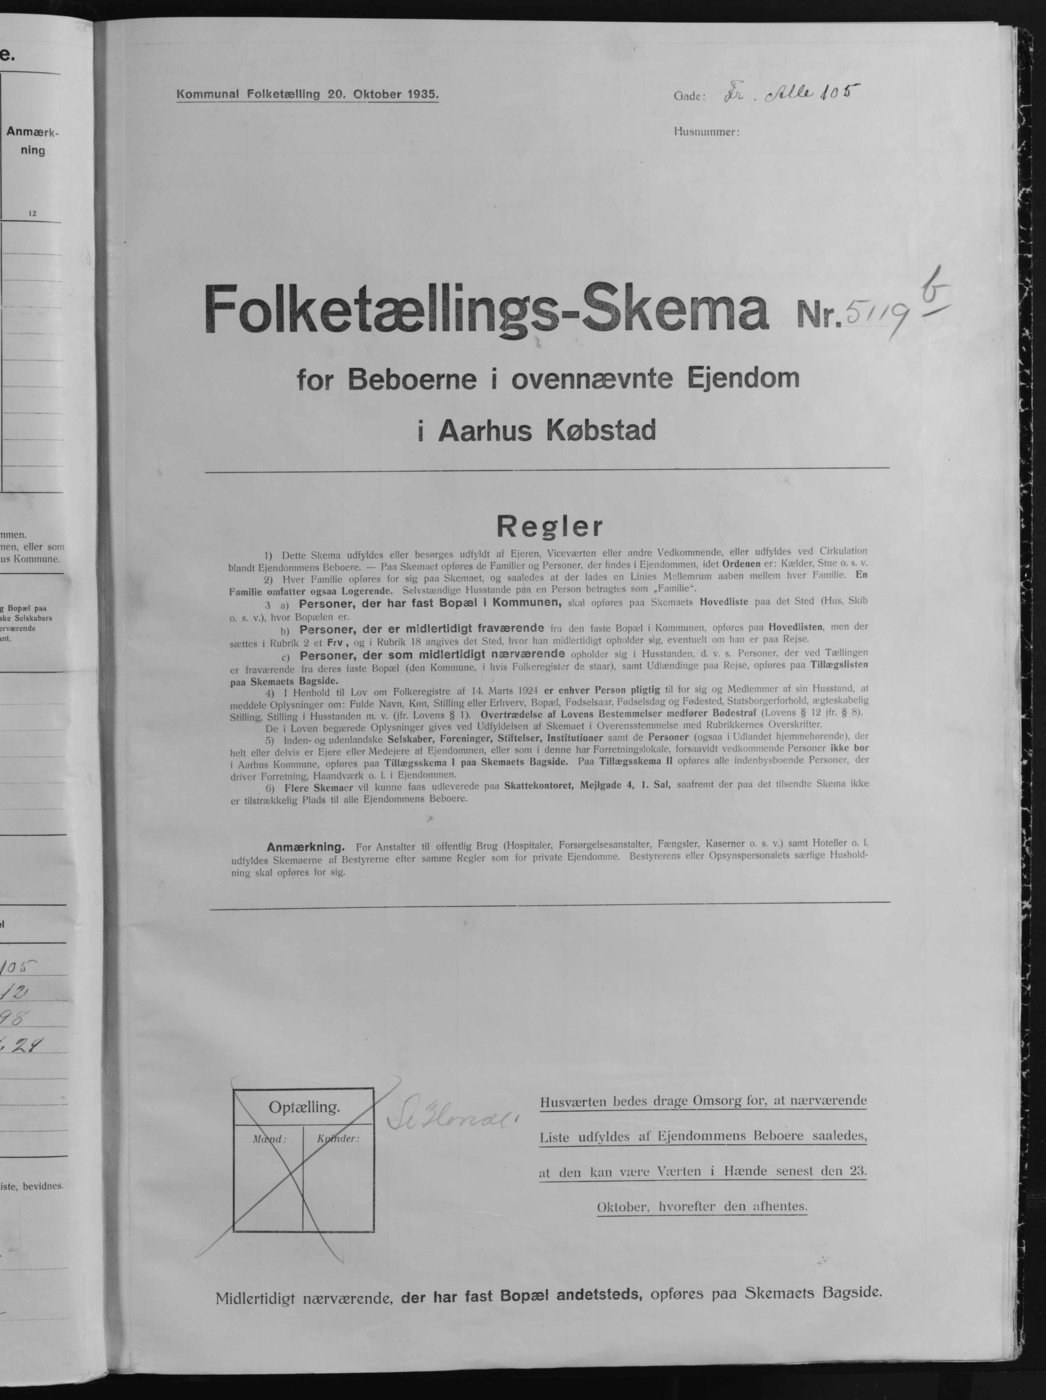 e.
Anmærk-
ning
12
mmen.
men, eller som
us Kommune.
g Bopæl paa
ske Selskabers
erværende
ant.
el
105
12
98
624
iste, bevidnes.
Kommunal Folketælling 20. Oktober 1935.
Gade: Fr. Alle 105
Husnummer:
Folketællings-Skema Nr. 5119 b
for Beboerne i ovennævnte Ejendom
i Aarhus Købstad
Regler
1) Dette Skema udfyldes eller besørges udfyldt af Ejeren, Viceværten eller andre Vedkommende, eller udfyldes ved Cirkulation
blandt Ejendommens Beboere. — Paa Skemaet opføres de Familier og Personer, der findes i Ejendommen, idet Ordenen er: Kælder, Stue o. s. v.
2) Hver Familie opføres for sig paa Skemaet, og saaledes at der lades en Linies Mellemrum aaben mellem hver Familie. En
Familie omfatter ogsaa Logerende. Selvstændige Husstande paa en Person betragtes som „Familie“.
3 a) Personer, der har fast Bopæl i Kommunen, skal opføres paa Skemaets Hovedliste paa det Sted (Hus, Skib
o. s. v.), hvor Bopælen er.
b) Personer, der er midlertidigt fraværende fra den faste Bopæl i Kommunen, opføres paa Hovedlisten, men der
sættes i Rubrik 2 et Frv, og i Rubrik 18 angives det Sted, hvor han midlertidigt opholder sig, eventuelt om han er paa Rejse.
c) Personer, der som midlertidigt nærværende opholder sig i Husstanden, d. v. s. Personer, der ved Tællingen
er fraværende fra deres faste Bopæl (den Kommune, i hvis Folkeregister de staar), samt Udlændinge paa Rejse, opføres paa Tillægslisten
paa Skemaets Bagside.
4) I Henhold til Lov om Folkeregistre af 14. Marts 1924 er enhver Person pligtig til for sig og Medlemmer af sin Husstand, at
meddele Oplysninger om: Fulde Navn, Køn, Stilling eller Erhverv, Bopæl, Fødselsaar, Fødselsdag og Fødested, Statsborgerforhold, ægteskabelig
Stilling, Stilling i Husstanden m. v. (jfr. Lovens § 1). Overtrædelse af Lovens Bestemmelser medfører Bødestraf (Lovens § 12 jfr. § 8).
De i Loven begærede Oplysninger gives ved Udfyldelsen af Skemaet i Overensstemmelse med Rubrikkernes Overskrifter.
5) Inden- og udenlandske Selskaber, Foreninger, Stiftelser, Institutioner samt de Personer (ogsaa i Udlandet hjemmehørende), der
helt eller delvis er Ejere eller Medejere af Ejendommen, eller som i denne har Forretningslokale, forsaavidt vedkommende Personer ikke bor
i Aarhus Kommune, opføres paa Tillægsskema I paa Skemaets Bagside. Paa Tillægsskema II opføres alle indenbysboende Personer, der
driver Forretning, Haandværk o. l. i Ejendommen.
6) Flere Skemaer vil kunne faas udleverede paa Skattekontoret, Mejlgade 4, 1. Sal, saafremt der paa det tilsendte Skema ikke
er tilstrækkelig Plads til alle Ejendommens Beboere.
Anmærkning. For Anstalter til offentlig Brug (Hospitaler, Forsørgelsesanstalter, Fængsler, Kaserner o. s. v.) samt Hoteller o. l.
udfyldes Skemaerne af Bestyrerne efter samme Regler som for private Ejendomme. Bestyrerens eller Opsynspersonalets særlige Hushold-
ning skal opføres for sig.
Optælling.
Mænd: Kvinder:
Husværten bedes drage Omsorg for, at nærværende
Liste udfyldes af Ejendommens Beboere saaledes,
at den kan være Værten i Hænde senest den 23.
Oktober, hvorefter den afhentes.
Midlertidigt nærværende, der har fast Bopæl andetsteds, opføres paa Skemaets Bagside.